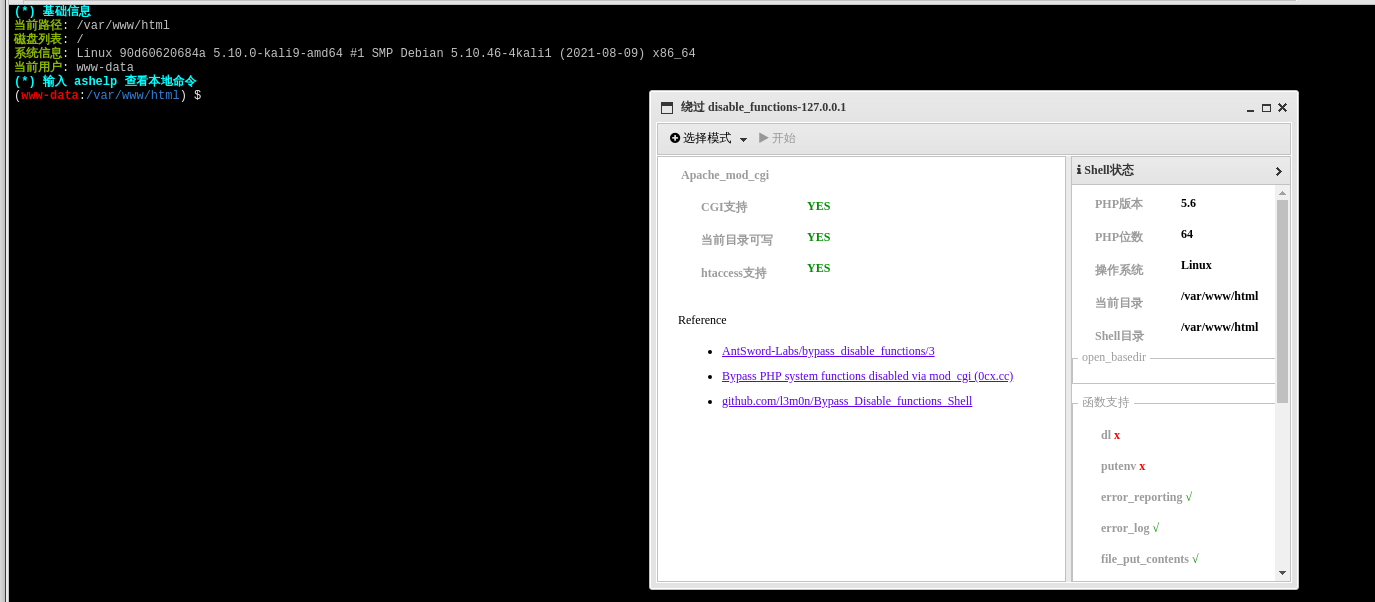 (*) 基础信息
当前路径: /var/www/html
磁盘列表: /
系统信息: Linux 90d60620684a 5.10.0-kali9-amd64 #1 SMP Debian 5.10.46-4kali1 (2021-08-09) x86_64
当前用户: www-data
(*) 输入 ashelp 查看本地命令
(www-data:/var/www/html) $
绕过 disable_functions-127.0.0.1
选择模式 开始
Apache_mod_cgi
CGI支持 YES
当前目录可写 YES
htaccess支持 YES
Reference
AntSword-Labs/bypass_disable_functions/3
Bypass PHP system functions disabled via mod_cgi (0cx.cc)
github.com/l3m0n/Bypass_Disable_functions_Shell
Shell状态
PHP版本 5.6
PHP位数 64
操作系统 Linux
当前目录 /var/www/html
Shell目录 /var/www/html
open_basedir
函数支持
dl x
putenv x
error_reporting √
error_log √
file_put_contents √